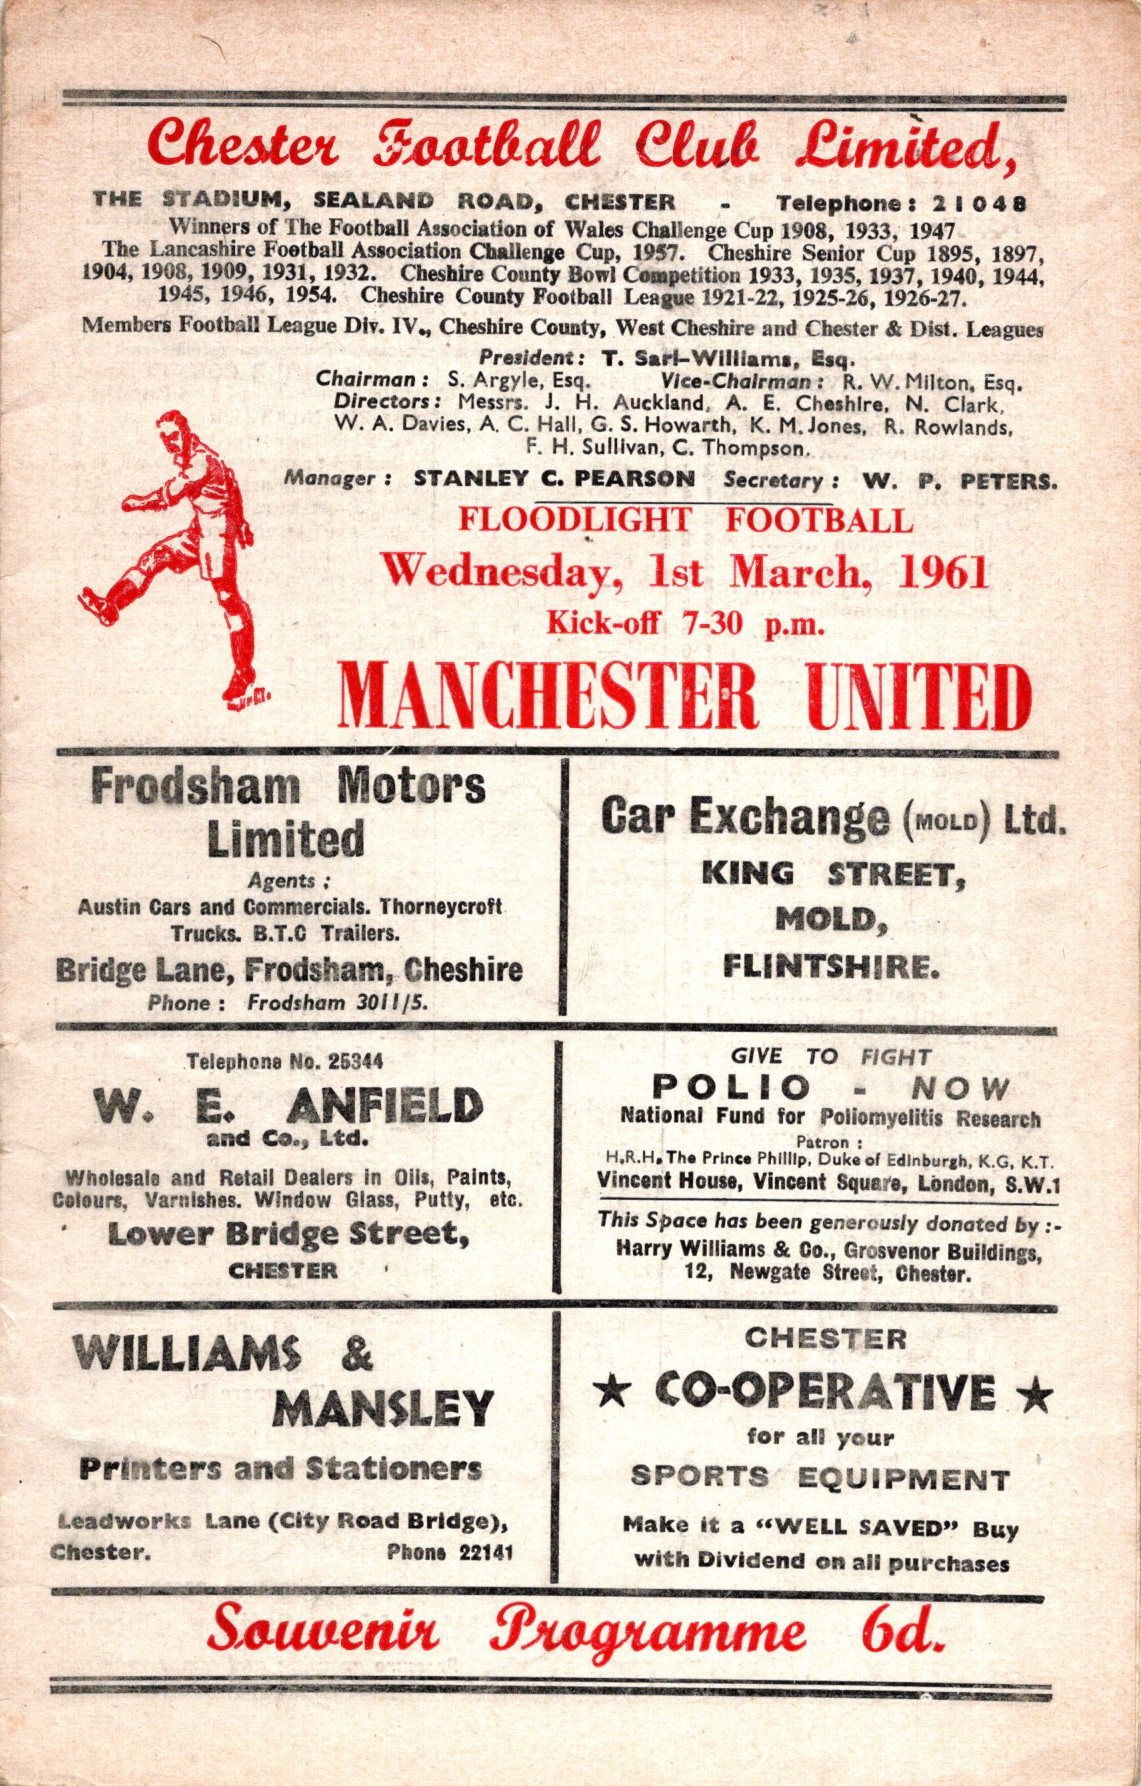 Chester Football Club Limited,
THE STADIUM, SEALAND ROAD, CHESTER - Telephone: 21048
Winners of The Football Association of Wales Challenge Cup 1908, 1933, 1947
The Lancashire Football Association Challenge Cup, 1957. Cheshire Senior Cup 1895, 1897,
1904, 1908, 1909, 1931, 1932. Cheshire County Bowl Competition 1933, 1935, 1937, 1940, 1944,
1945, 1946, 1954. Cheshire County Football League 1921-22, 1925-26, 1926-27.
Members Football League Div. IV., Cheshire County, West Cheshire and Chester & Dist. Leagues
President: T. Sarl-Williams, Esq.
Chairman: S. Argyle, Esq. Vice-Chairman: R. W. Milton, Esq.
Directors: Messrs. J. H. Auckland, A. E. Cheshire, N. Clark,
W. A. Davies, A. C. Hall, G. S. Howarth, K. M. Jones, R. Rowlands,
F. H. Sullivan, C. Thompson.
Manager: STANLEY C. PEARSON Secretary: W. P. PETERS.
FLOODLIGHT FOOTBALL
Wednesday, 1st March, 1961
Kick-off 7-30 p.m.
MANCHESTER UNITED
Frodsham Motors
Limited
Agents:
Austin Cars and Commercials. Thorneycroft
Trucks. B.T.C Trailers.
Bridge Lane, Frodsham, Cheshire
Phone: Frodsham 3011/5.
Car Exchange (MOLD) Ltd.
KING STREET,
MOLD,
FLINTSHIRE.
Telephone No. 25344
W. E. ANFIELD
and Co., Ltd.
Wholesale and Retail Dealers in Oils, Paints,
Colours, Varnishes. Window Glass, Putty, etc.
Lower Bridge Street,
CHESTER
GIVE TO FIGHT
POLIO - NOW
National Fund for Poliomyelitis Research
Patron:
H.R.H. The Prince Phillip, Duke of Edinburgh, K.G, K.T.
Vincent House, Vincent Square, London, S.W.1
This Space has been generously donated by :-
Harry Williams & Co., Grosvenor Buildings,
12, Newgate Street, Chester.
WILLIAMS &
MANSLEY
Printers and Stationers
Leadworks Lane (City Road Bridge),
Chester. Phone 22141
CHESTER
★ CO-OPERATIVE ★
for all your
SPORTS EQUIPMENT
Make it a "WELL SAVED" Buy
with Dividend on all purchases
Souvenir Programme 6d.